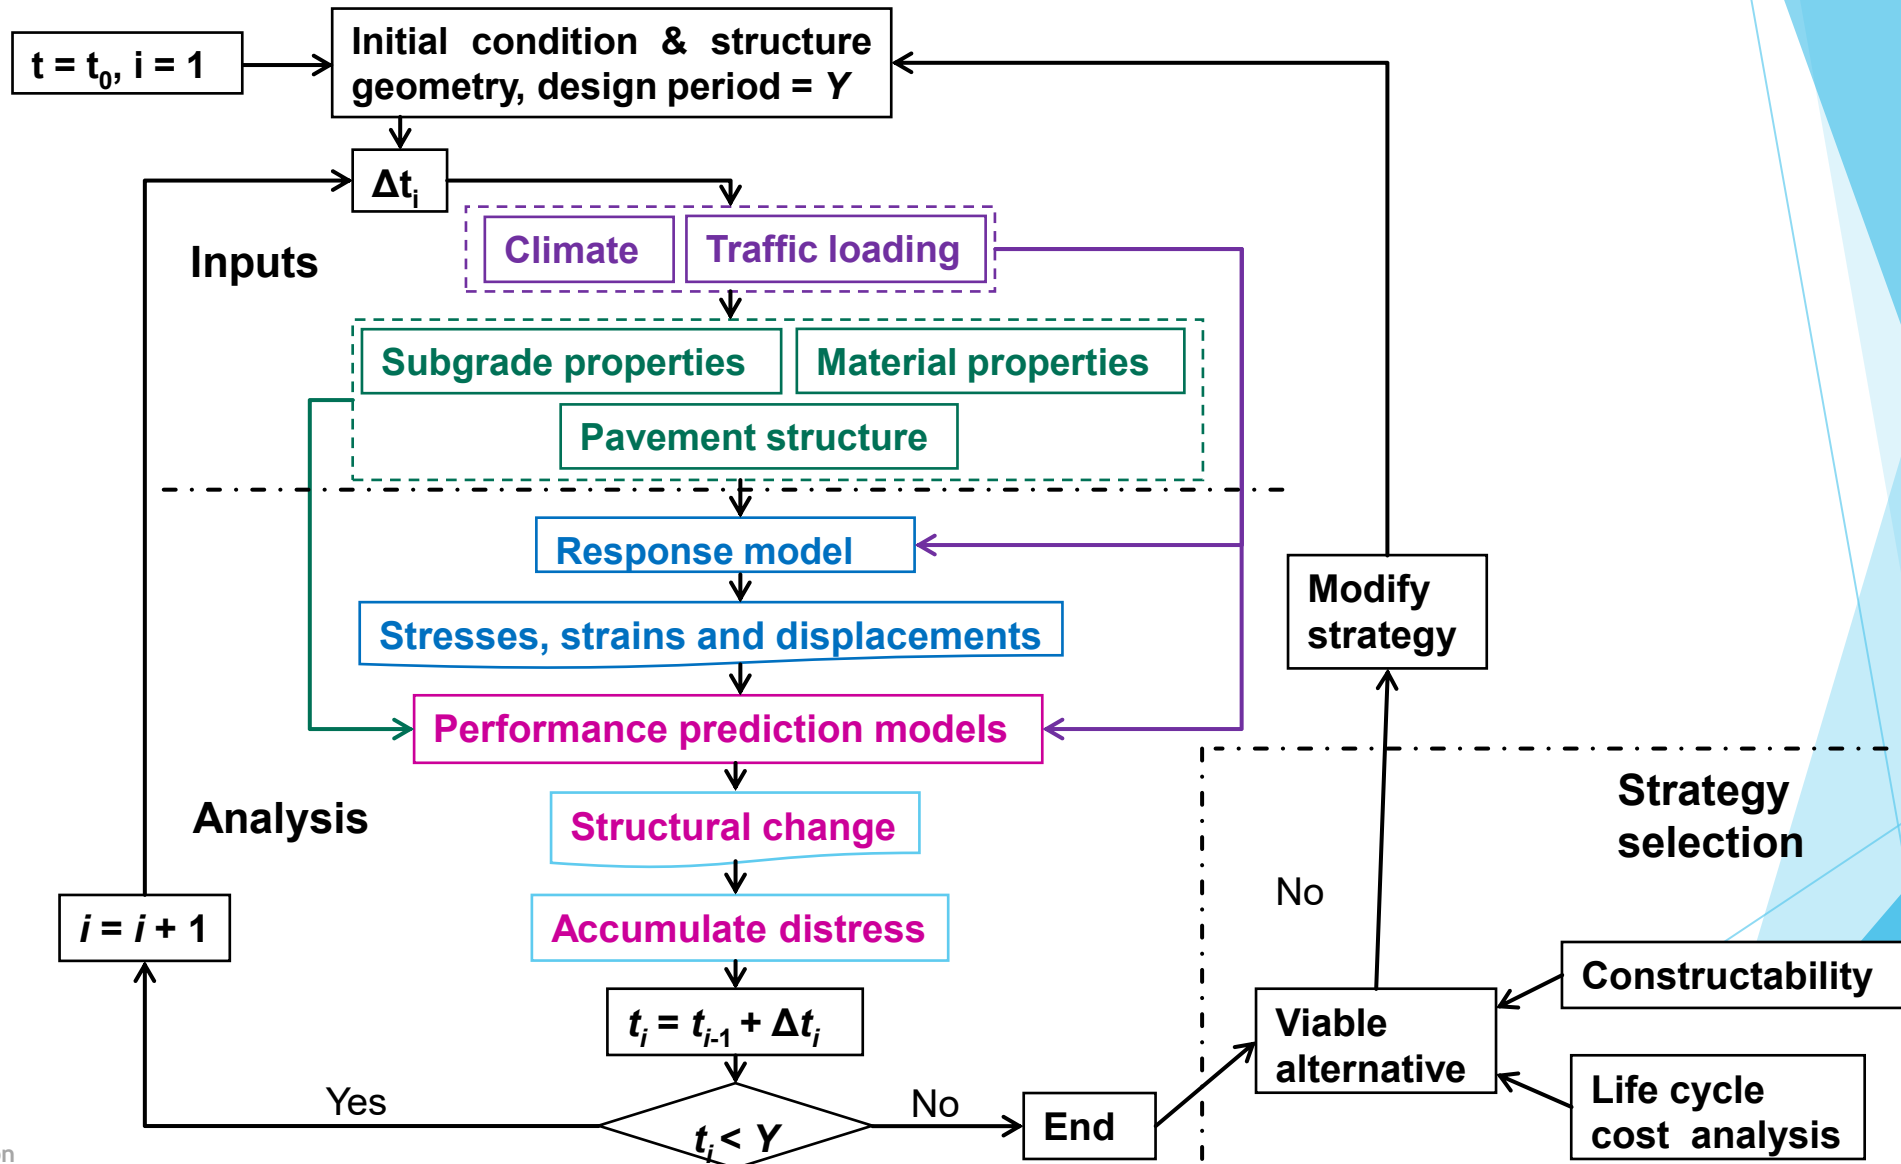 t = t₀, i = 1
Initial condition & structure
geometry, design period = Y
Δtᵢ
Inputs
Climate
Traffic loading
Subgrade properties
Material properties
Pavement structure
Response model
Stresses, strains and displacements
Performance prediction models
Analysis
Structural change
Accumulate distress
i = i + 1
tᵢ = tᵢ₋₁ + Δtᵢ
Yes
tᵢ < Y
No
End
Modify
strategy
Strategy
selection
No
Viable
alternative
Constructability
Life cycle
cost analysis